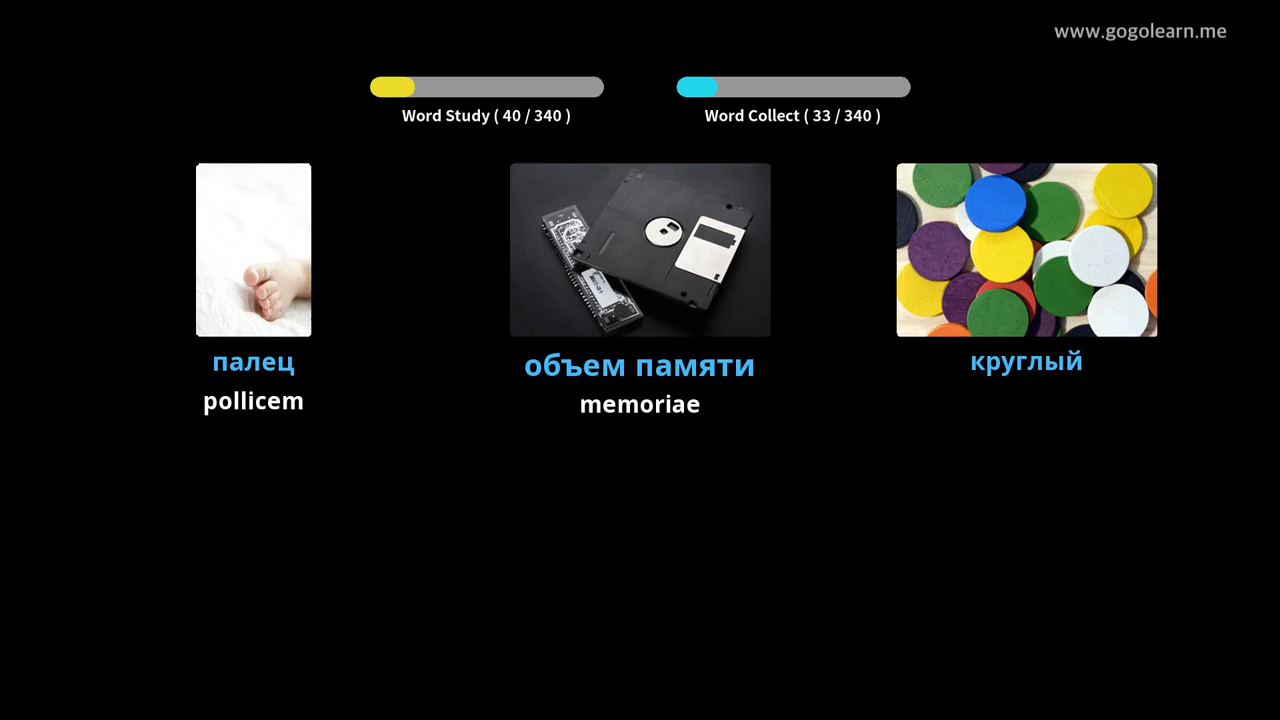 www.gogolearn.me
Word Study ( 40 / 340 )
Word Collect ( 33 / 340 )
палец
pollicem
объем памяти
memoriae
круглый